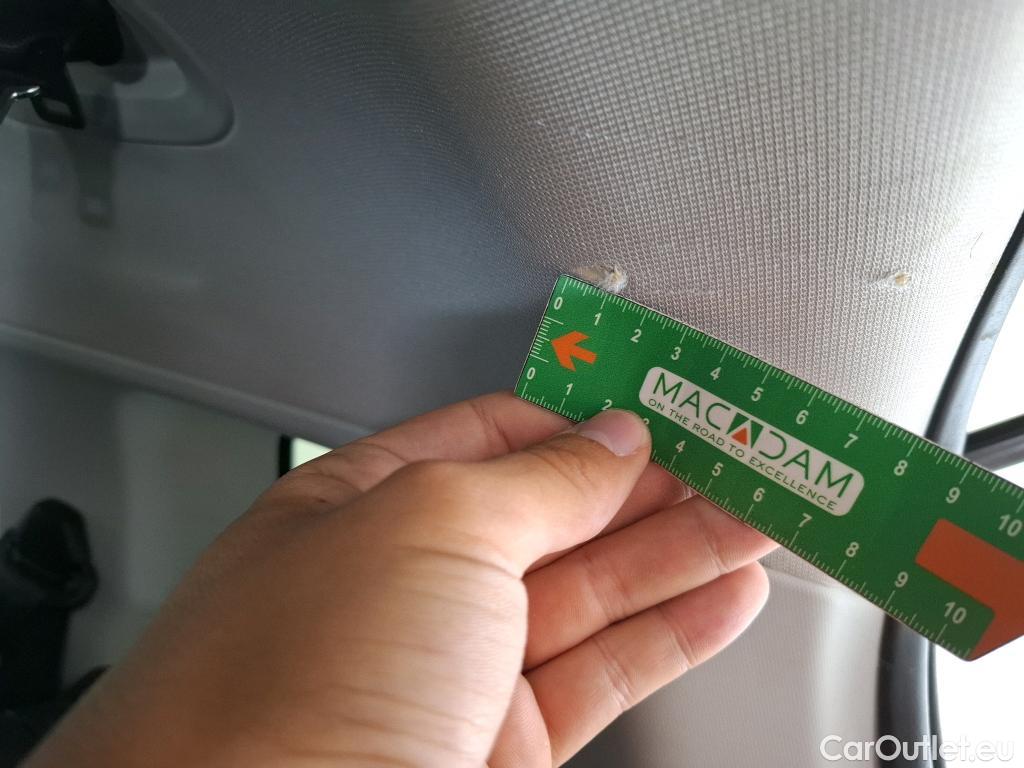 0 1 2 3 4 5 6 7 8 9 10
MACADAM
ON THE ROAD TO EXCELLENCE
0 1 2 3 4 5 6 7 8 9 10
CarOutlet.eu